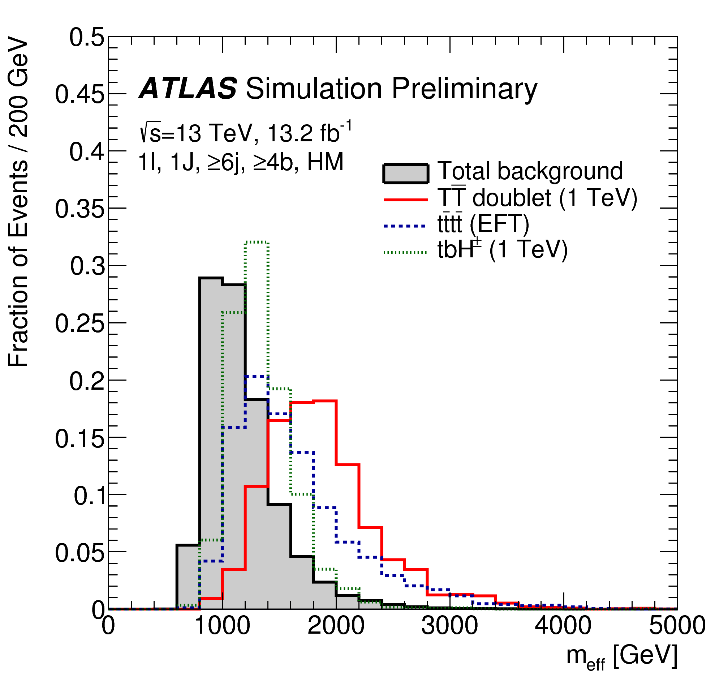 Fraction of Events / 200 GeV
0.5
0.45
0.4
0.35
0.3
0.25
0.2
0.15
0.1
0.05
0
ATLAS Simulation Preliminary
√s=13 TeV, 13.2 fb⁻¹
1l, 1J, ≥6j, ≥4b, HM
Total background
TT̅ doublet (1 TeV)
tt̅tt̅ (EFT)
tbH± (1 TeV)
0 1000 2000 3000 4000 5000
m_eff [GeV]